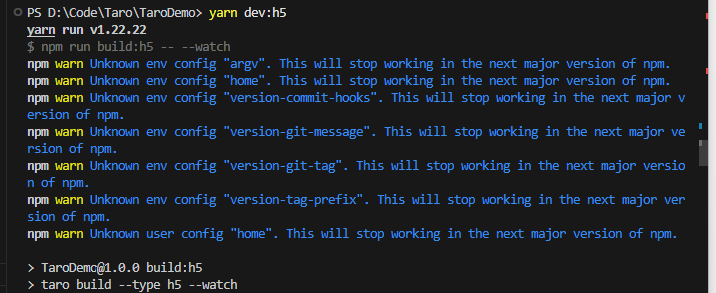 PS D:\Code\Taro\TaroDemo> yarn dev:h5
yarn run v1.22.22
$ npm run build:h5 -- --watch
npm warn Unknown env config "argv". This will stop working in the next major version of npm.
npm warn Unknown env config "home". This will stop working in the next major version of npm.
npm warn Unknown env config "version-commit-hooks". This will stop working in the next major v
ersion of npm.
npm warn Unknown env config "version-git-message". This will stop working in the next major ve
rsion of npm.
npm warn Unknown env config "version-git-tag". This will stop working in the next major versio
n of npm.
npm warn Unknown env config "version-tag-prefix". This will stop working in the next major ver
sion of npm.
npm warn Unknown user config "home". This will stop working in the next major version of npm.
> TaroDemo@1.0.0 build:h5
> taro build --type h5 --watch